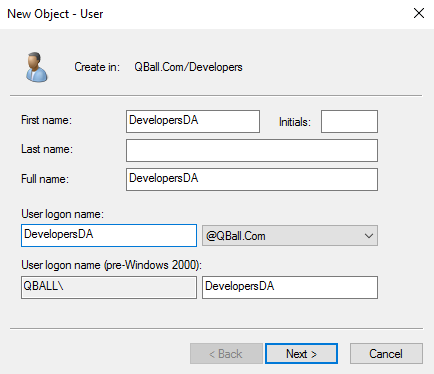 New Object - User
Create in: QBall.Com/Developers
First name: DevelopersDA Initials:
Last name:
Full name: DevelopersDA
User logon name:
DevelopersDA @QBall.Com
User logon name (pre-Windows 2000):
QBALL\ DevelopersDA
< Back Next > Cancel